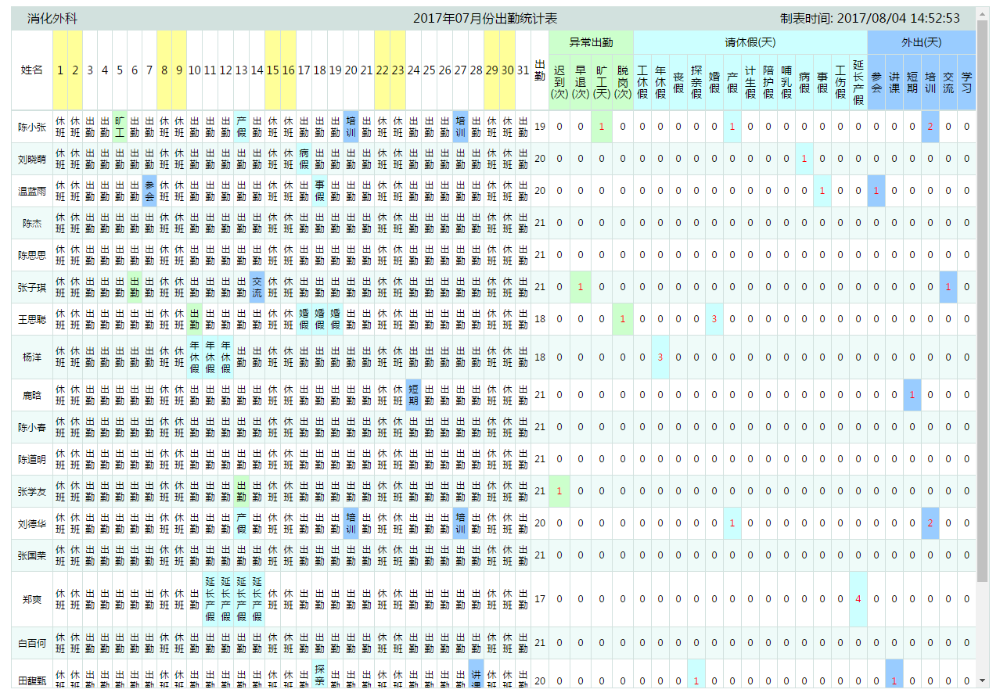 消化外科 2017年07月份出勤统计表 制表时间: 2017/08/04 14:52:53
姓名 1 2 3 4 5 6 7 8 9 10 11 12 13 14 15 16 17 18 19 20 21 22 23 24 25 26 27 28 29 30 31 出勤 异常出勤 请休假(天) 外出(天)
迟到(次) 早退(次) 旷工(天) 脱岗(次) 工休假 年休假 丧假 探亲假 婚假 产假 计生假 陪护假 哺乳假 病假 事假 工伤假 延长产假 参会 讲课 短期 培训 交流 学习
陈小张 休班 休班 出勤 出勤 旷工 出勤 出勤 休班 休班 出勤 出勤 出勤 产假 出勤 休班 休班 出勤 出勤 出勤 培训 出勤 休班 休班 出勤 出勤 出勤 培训 出勤 休班 休班 出勤 19 0 0 1 0 0 0 0 0 0 1 0 0 0 0 0 0 0 0 0 0 2 0 0
刘晓萌 休班 休班 出勤 出勤 出勤 出勤 出勤 休班 休班 出勤 出勤 出勤 出勤 出勤 休班 休班 病假 出勤 出勤 出勤 出勤 休班 休班 出勤 出勤 出勤 出勤 出勤 休班 休班 出勤 20 0 0 0 0 0 0 0 0 0 0 0 0 0 1 0 0 0 0 0 0 0 0 0
温蓝雨 休班 休班 出勤 出勤 出勤 出勤 参会 休班 休班 出勤 出勤 出勤 出勤 出勤 休班 休班 出勤 事假 出勤 出勤 出勤 休班 休班 出勤 出勤 出勤 出勤 出勤 休班 休班 出勤 20 0 0 0 0 0 0 0 0 0 0 0 0 0 0 1 0 0 1 0 0 0 0 0
陈杰 休班 休班 出勤 出勤 出勤 出勤 出勤 休班 休班 出勤 出勤 出勤 出勤 出勤 休班 休班 出勤 出勤 出勤 出勤 出勤 休班 休班 出勤 出勤 出勤 出勤 出勤 休班 休班 出勤 21 0 0 0 0 0 0 0 0 0 0 0 0 0 0 0 0 0 0 0 0 0 0 0
陈思思 休班 休班 出勤 出勤 出勤 出勤 出勤 休班 休班 出勤 出勤 出勤 出勤 出勤 休班 休班 出勤 出勤 出勤 出勤 出勤 休班 休班 出勤 出勤 出勤 出勤 出勤 休班 休班 出勤 21 0 0 0 0 0 0 0 0 0 0 0 0 0 0 0 0 0 0 0 0 0 0 0
张子琪 休班 休班 出勤 出勤 出勤 出勤 出勤 休班 休班 出勤 出勤 出勤 出勤 交流 休班 休班 出勤 出勤 出勤 出勤 出勤 休班 休班 出勤 出勤 出勤 出勤 出勤 休班 休班 出勤 21 0 1 0 0 0 0 0 0 0 0 0 0 0 0 0 0 0 0 0 0 0 1 0
王思聪 休班 休班 出勤 出勤 出勤 出勤 出勤 休班 休班 出勤 出勤 出勤 出勤 出勤 休班 休班 婚假 婚假 婚假 出勤 出勤 休班 休班 出勤 出勤 出勤 出勤 出勤 休班 休班 出勤 18 0 0 0 1 0 0 0 0 3 0 0 0 0 0 0 0 0 0 0 0 0 0 0
杨洋 休班 休班 出勤 出勤 出勤 出勤 出勤 休班 休班 年休假 年休假 年休假 出勤 出勤 休班 休班 出勤 出勤 出勤 出勤 出勤 休班 休班 出勤 出勤 出勤 出勤 出勤 休班 休班 出勤 18 0 0 0 0 0 3 0 0 0 0 0 0 0 0 0 0 0 0 0 0 0 0 0
鹿晗 休班 休班 出勤 出勤 出勤 出勤 出勤 休班 休班 出勤 出勤 出勤 出勤 出勤 休班 休班 出勤 出勤 出勤 出勤 出勤 休班 休班 短期 出勤 出勤 出勤 出勤 休班 休班 出勤 21 0 0 0 0 0 0 0 0 0 0 0 0 0 0 0 0 0 0 0 1 0 0 0
陈小春 休班 休班 出勤 出勤 出勤 出勤 出勤 休班 休班 出勤 出勤 出勤 出勤 出勤 休班 休班 出勤 出勤 出勤 出勤 出勤 休班 休班 出勤 出勤 出勤 出勤 出勤 休班 休班 出勤 21 0 0 0 0 0 0 0 0 0 0 0 0 0 0 0 0 0 0 0 0 0 0 0
陈道明 休班 休班 出勤 出勤 出勤 出勤 出勤 休班 休班 出勤 出勤 出勤 出勤 出勤 休班 休班 出勤 出勤 出勤 出勤 出勤 休班 休班 出勤 出勤 出勤 出勤 出勤 休班 休班 出勤 21 0 0 0 0 0 0 0 0 0 0 0 0 0 0 0 0 0 0 0 0 0 0 0
张学友 休班 休班 出勤 出勤 出勤 出勤 出勤 休班 休班 出勤 出勤 出勤 出勤 出勤 休班 休班 出勤 出勤 出勤 出勤 出勤 休班 休班 出勤 出勤 出勤 出勤 出勤 休班 休班 出勤 21 1 0 0 0 0 0 0 0 0 0 0 0 0 0 0 0 0 0 0 0 0 0 0
刘德华 休班 休班 出勤 出勤 出勤 出勤 出勤 休班 休班 出勤 出勤 出勤 产假 出勤 休班 休班 出勤 出勤 出勤 培训 出勤 休班 休班 出勤 出勤 出勤 培训 出勤 休班 休班 出勤 20 0 0 0 0 0 0 0 0 0 1 0 0 0 0 0 0 0 0 0 0 2 0 0
张国荣 休班 休班 出勤 出勤 出勤 出勤 出勤 休班 休班 出勤 出勤 出勤 出勤 出勤 休班 休班 出勤 出勤 出勤 出勤 出勤 休班 休班 出勤 出勤 出勤 出勤 出勤 休班 休班 出勤 21 0 0 0 0 0 0 0 0 0 0 0 0 0 0 0 0 0 0 0 0 0 0 0
郑爽 休班 休班 出勤 出勤 出勤 出勤 出勤 休班 休班 出勤 延长产假 延长产假 延长产假 延长产假 休班 休班 出勤 出勤 出勤 出勤 出勤 休班 休班 出勤 出勤 出勤 出勤 出勤 休班 休班 出勤 17 0 0 0 0 0 0 0 0 0 0 0 0 0 0 0 0 4 0 0 0 0 0 0
白百何 休班 休班 出勤 出勤 出勤 出勤 出勤 休班 休班 出勤 出勤 出勤 出勤 出勤 休班 休班 出勤 出勤 出勤 出勤 出勤 休班 休班 出勤 出勤 出勤 出勤 出勤 休班 休班 出勤 21 0 0 0 0 0 0 0 0 0 0 0 0 0 0 0 0 0 0 0 0 0 0 0
田馥甄 休班 休班 出勤 出勤 出勤 出勤 出勤 休班 休班 出勤 出勤 出勤 出勤 出勤 休班 休班 出勤 探亲 出勤 出勤 出勤 休班 休班 出勤 出勤 出勤 出勤 讲课 休班 休班 出勤 20 0 0 0 0 0 0 0 1 0 0 0 0 0 0 0 0 0 0 1 0 0 0 0